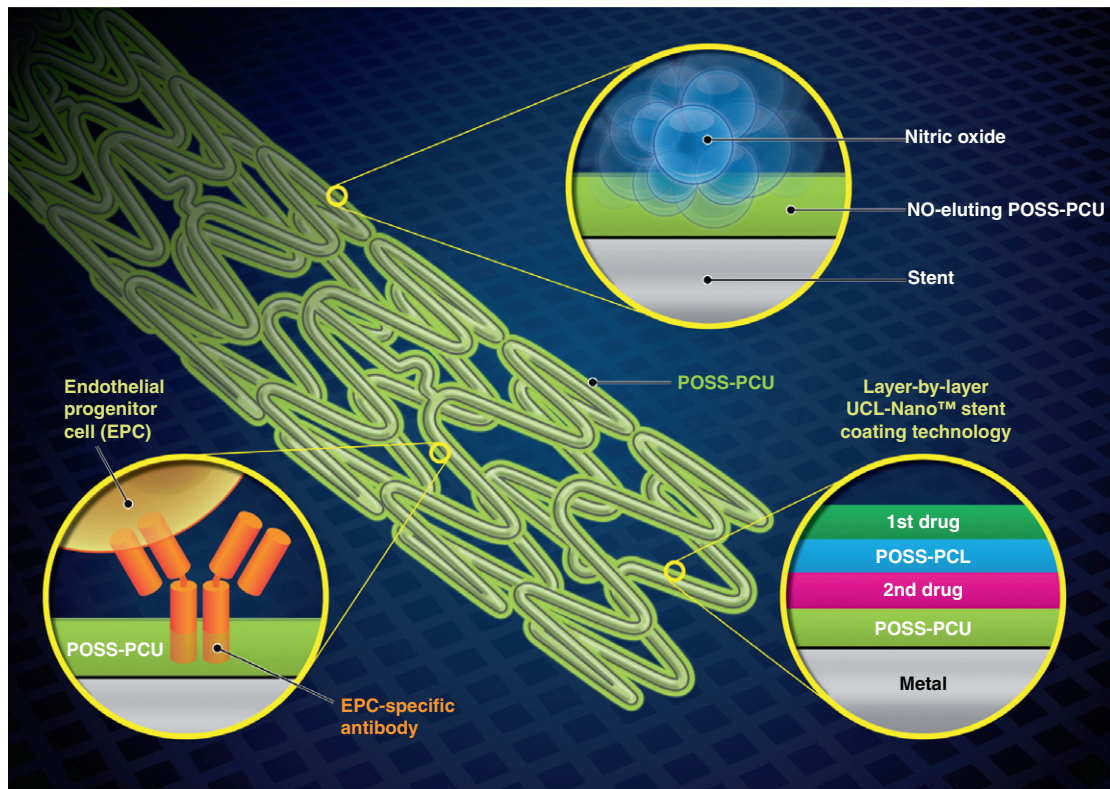 Nitric oxide
NO-eluting POSS-PCU
Stent
POSS-PCU
Endothelial
progenitor
cell (EPC)
POSS-PCU
EPC-specific
antibody
Layer-by-layer
UCL-Nano™ stent
coating technology
1st drug
POSS-PCL
2nd drug
POSS-PCU
Metal